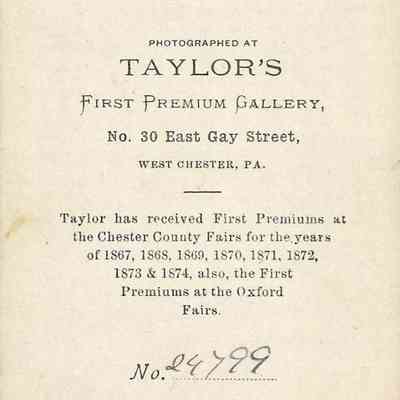 PHOTOGRAPHED AT
TAYLOR'S
FIRST PREMIUM GALLERY,
No. 30 East Gay Street,
WEST CHESTER, PA.
Taylor has received First Premiums at
the Chester County Fairs for the years
of 1867, 1868, 1869, 1870, 1871, 1872,
1873 & 1874, also, the First
Premiums at the Oxford
Fairs.
No. 24799